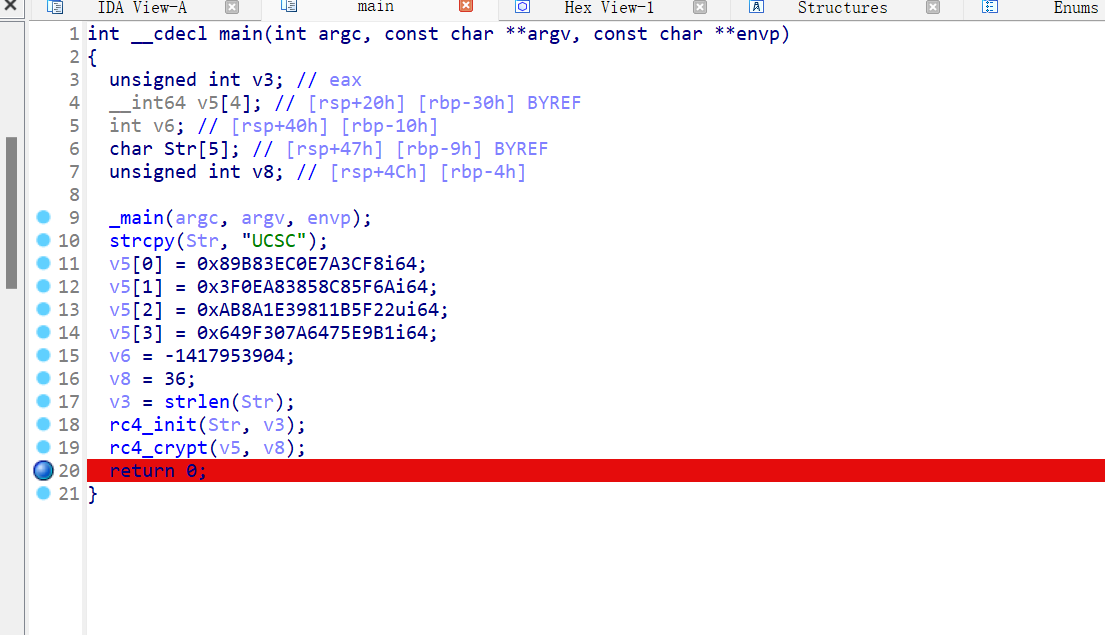 IDA View-A main Hex View-1 Structures Enums
1 int __cdecl main(int argc, const char **argv, const char **envp)
2 {
3 unsigned int v3; // eax
4 __int64 v5[4]; // [rsp+20h] [rbp-30h] BYREF
5 int v6; // [rsp+40h] [rbp-10h]
6 char Str[5]; // [rsp+47h] [rbp-9h] BYREF
7 unsigned int v8; // [rsp+4Ch] [rbp-4h]
8
9 _main(argc, argv, envp);
10 strcpy(Str, "UCSC");
11 v5[0] = 0x89B83EC0E7A3CF8i64;
12 v5[1] = 0x3F0EA83858C85F6Ai64;
13 v5[2] = 0xAB8A1E39811B5F22ui64;
14 v5[3] = 0x649F307A6475E9B1i64;
15 v6 = -1417953904;
16 v8 = 36;
17 v3 = strlen(Str);
18 rc4_init(Str, v3);
19 rc4_crypt(v5, v8);
20 return 0;
21 }